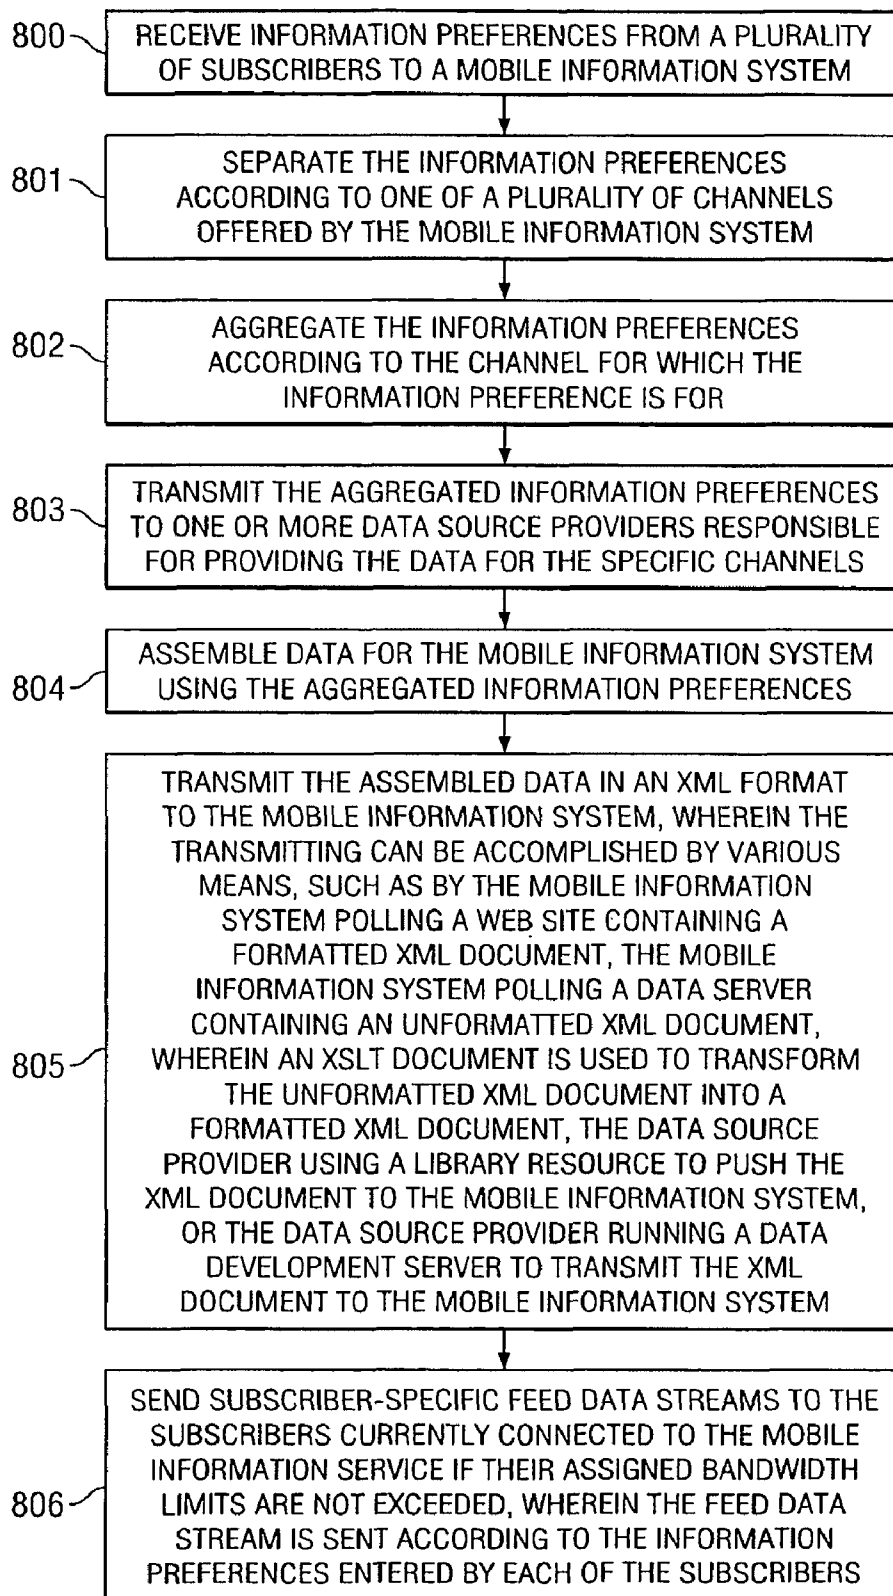 800
RECEIVE INFORMATION PREFERENCES FROM A PLURALITY
OF SUBSCRIBERS TO A MOBILE INFORMATION SYSTEM
801
SEPARATE THE INFORMATION PREFERENCES
ACCORDING TO ONE OF A PLURALITY OF CHANNELS
OFFERED BY THE MOBILE INFORMATION SYSTEM
802
AGGREGATE THE INFORMATION PREFERENCES
ACCORDING TO THE CHANNEL FOR WHICH THE
INFORMATION PREFERENCE IS FOR
803
TRANSMIT THE AGGREGATED INFORMATION PREFERENCES
TO ONE OR MORE DATA SOURCE PROVIDERS RESPONSIBLE
FOR PROVIDING THE DATA FOR THE SPECIFIC CHANNELS
804
ASSEMBLE DATA FOR THE MOBILE INFORMATION SYSTEM
USING THE AGGREGATED INFORMATION PREFERENCES
805
TRANSMIT THE ASSEMBLED DATA IN AN XML FORMAT
TO THE MOBILE INFORMATION SYSTEM, WHEREIN THE
TRANSMITTING CAN BE ACCOMPLISHED BY VARIOUS
MEANS, SUCH AS BY THE MOBILE INFORMATION
SYSTEM POLLING A WEB SITE CONTAINING A
FORMATTED XML DOCUMENT, THE MOBILE
INFORMATION SYSTEM POLLING A DATA SERVER
CONTAINING AN UNFORMATTED XML DOCUMENT,
WHEREIN AN XSLT DOCUMENT IS USED TO TRANSFORM
THE UNFORMATTED XML DOCUMENT INTO A
FORMATTED XML DOCUMENT, THE DATA SOURCE
PROVIDER USING A LIBRARY RESOURCE TO PUSH THE
XML DOCUMENT TO THE MOBILE INFORMATION SYSTEM,
OR THE DATA SOURCE PROVIDER RUNNING A DATA
DEVELOPMENT SERVER TO TRANSMIT THE XML
DOCUMENT TO THE MOBILE INFORMATION SYSTEM
806
SEND SUBSCRIBER-SPECIFIC FEED DATA STREAMS TO THE
SUBSCRIBERS CURRENTLY CONNECTED TO THE MOBILE
INFORMATION SERVICE IF THEIR ASSIGNED BANDWIDTH
LIMITS ARE NOT EXCEEDED, WHEREIN THE FEED DATA
STREAM IS SENT ACCORDING TO THE INFORMATION
PREFERENCES ENTERED BY EACH OF THE SUBSCRIBERS